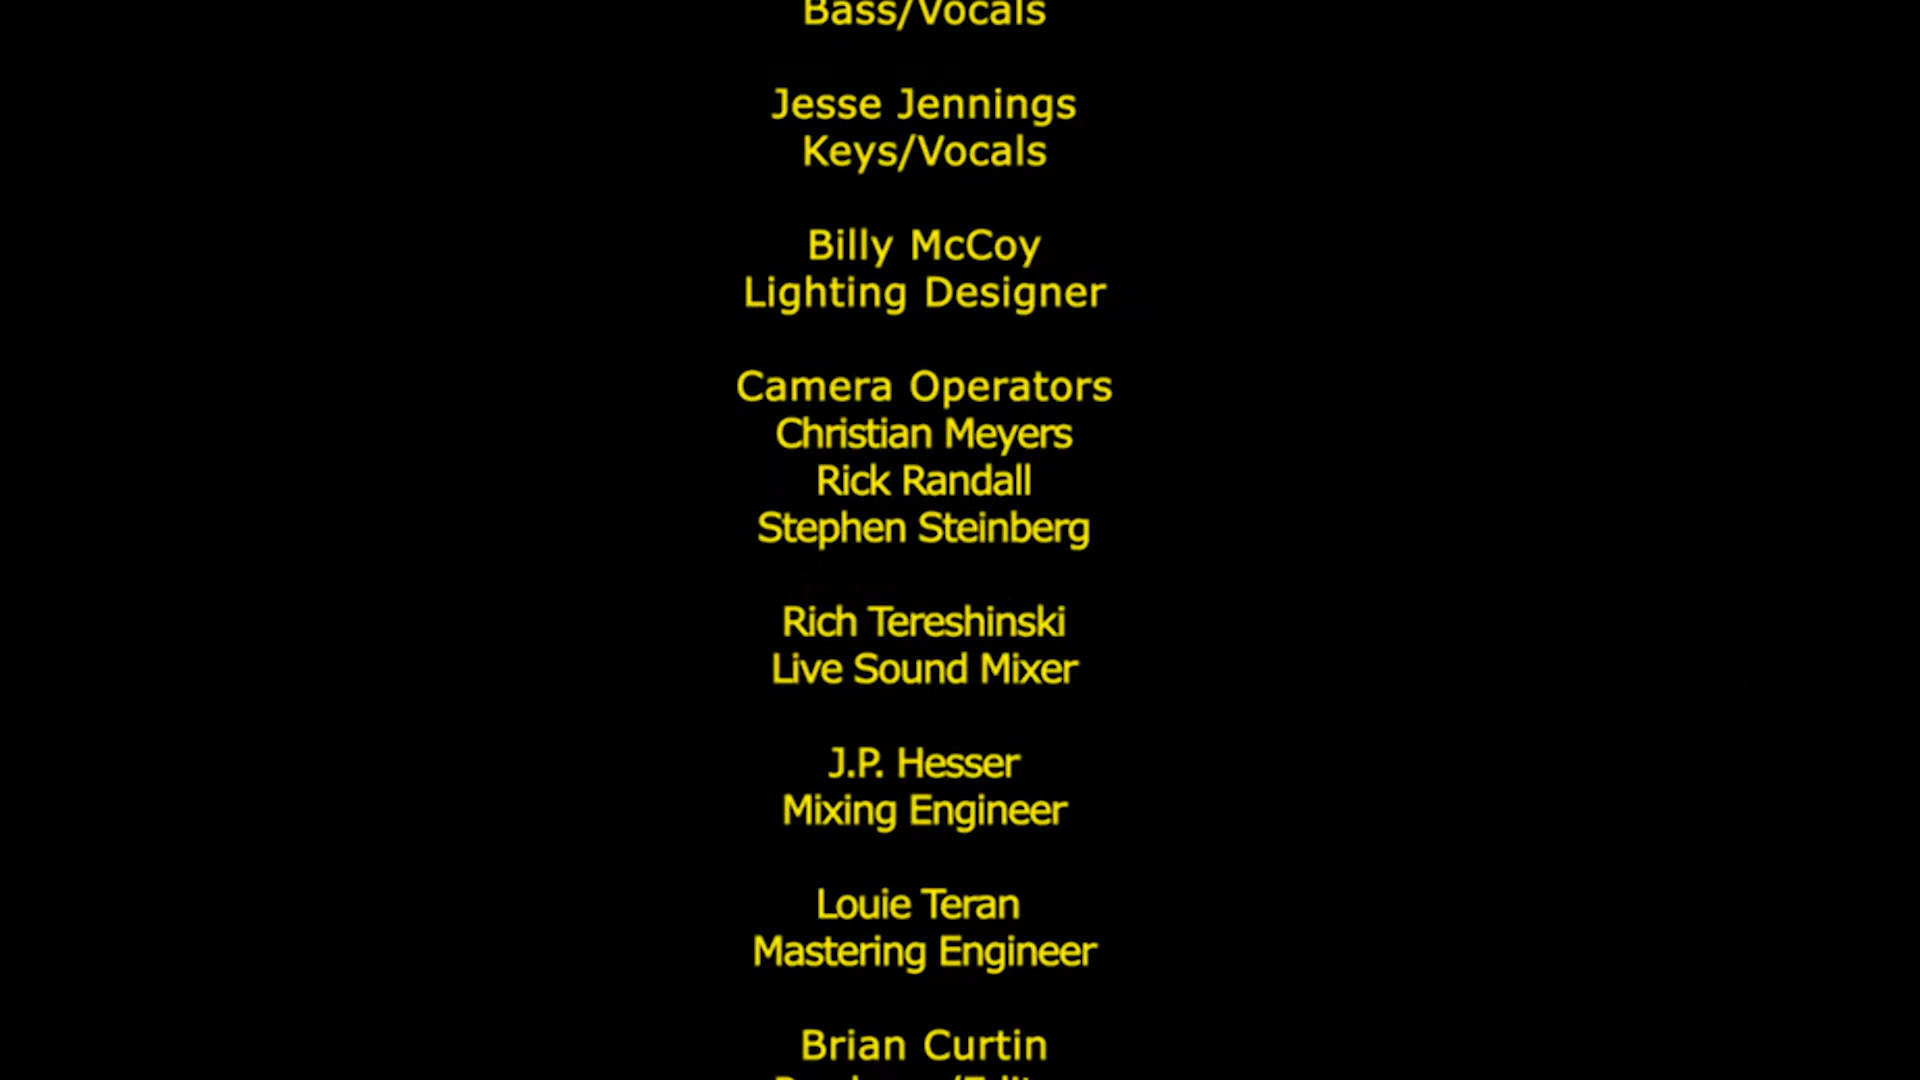 Bass/Vocals
Jesse Jennings
Keys/Vocals
Billy McCoy
Lighting Designer
Camera Operators
Christian Meyers
Rick Randall
Stephen Steinberg
Rich Tereshinski
Live Sound Mixer
J.P. Hesser
Mixing Engineer
Louie Teran
Mastering Engineer
Brian Curtin